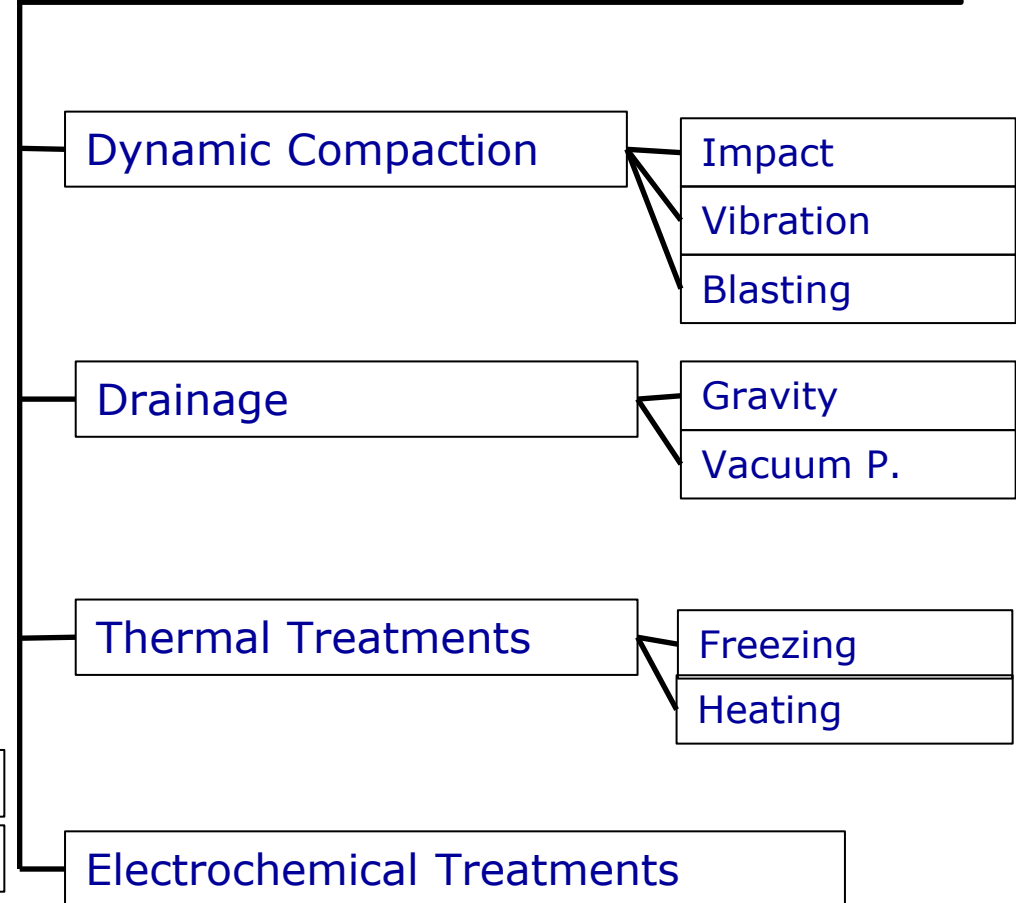 Dynamic Compaction
Impact
Vibration
Blasting
Drainage
Gravity
Vacuum P.
Thermal Treatments
Freezing
Heating
Electrochemical Treatments